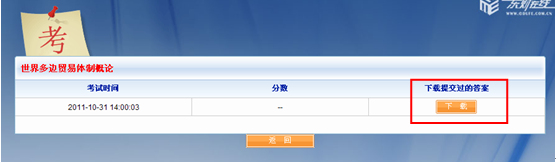 东财在线
WWW.OUFE.COM.CN
考
世界多边贸易体制概论
考试时间 分数 下载提交过的答案
2011-10-31 14:00:03 -- 下 载
返 回